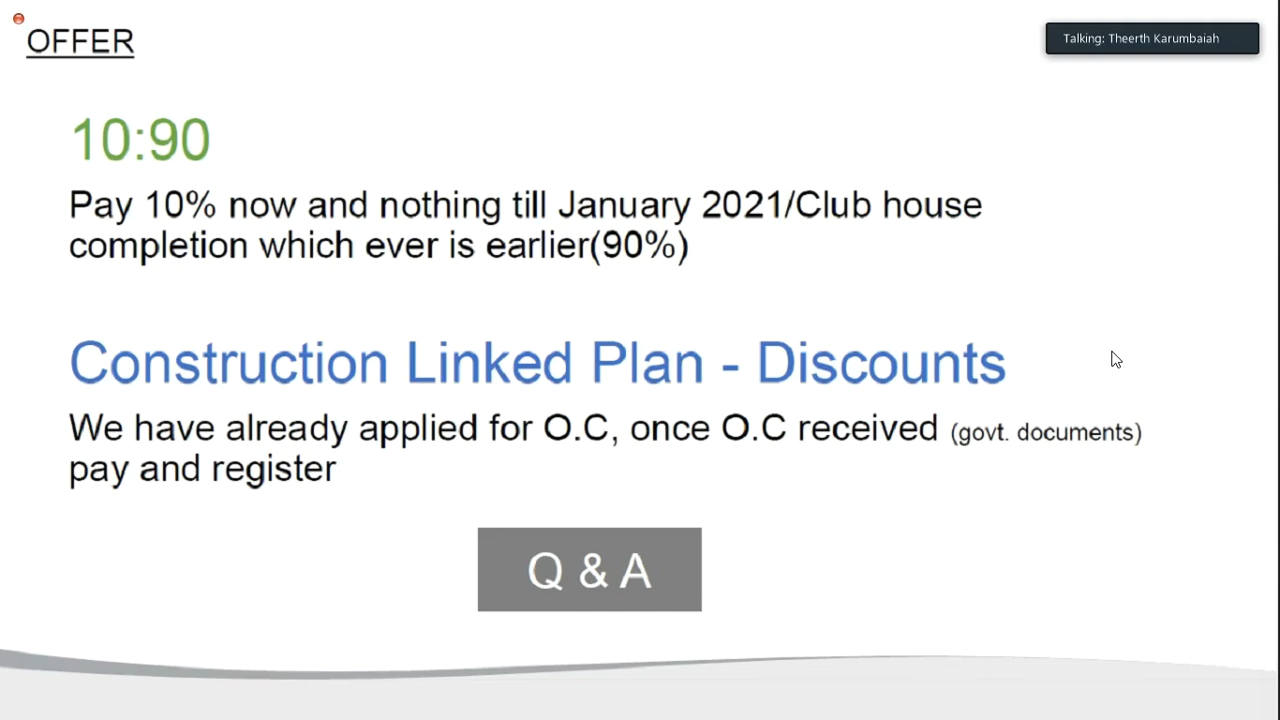 OFFER
Talking: Theerth Karumbaiah
10:90
Pay 10% now and nothing till January 2021/Club house
completion which ever is earlier(90%)
Construction Linked Plan - Discounts
We have already applied for O.C, once O.C received (govt. documents)
pay and register
Q & A